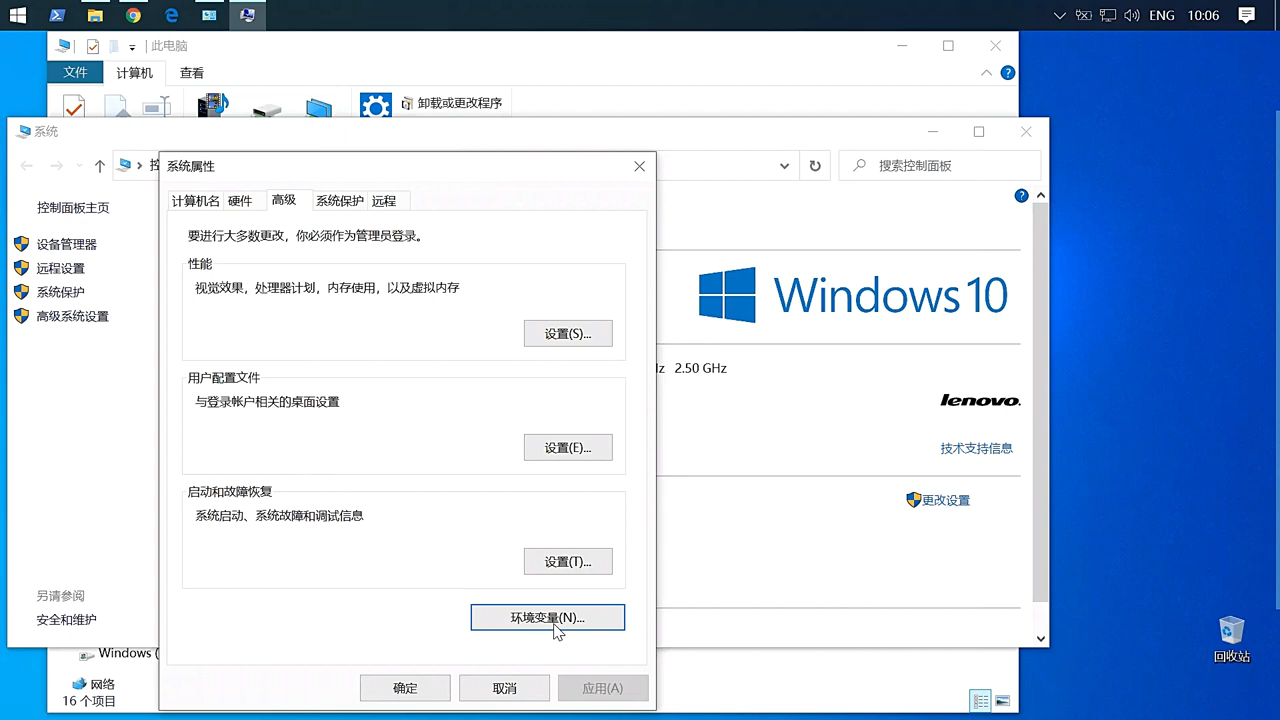 ENG 10:06
此电脑
文件 计算机 查看
卸载或更改程序
系统
控
搜索控制面板
控制面板主页
设备管理器
远程设置
系统保护
高级系统设置
另请参阅
安全和维护
系统属性
计算机名 硬件 高级 系统保护 远程
要进行大多数更改，你必须作为管理员登录。
性能
视觉效果，处理器计划，内存使用，以及虚拟内存
设置(S)...
用户配置文件
与登录帐户相关的桌面设置
设置(E)...
启动和故障恢复
系统启动、系统故障和调试信息
设置(T)...
环境变量(N)...
确定 取消 应用(A)
Windows 10
2.50 GHz
lenovo.
技术支持信息
更改设置
Windows (
网络
16 个项目
回收站